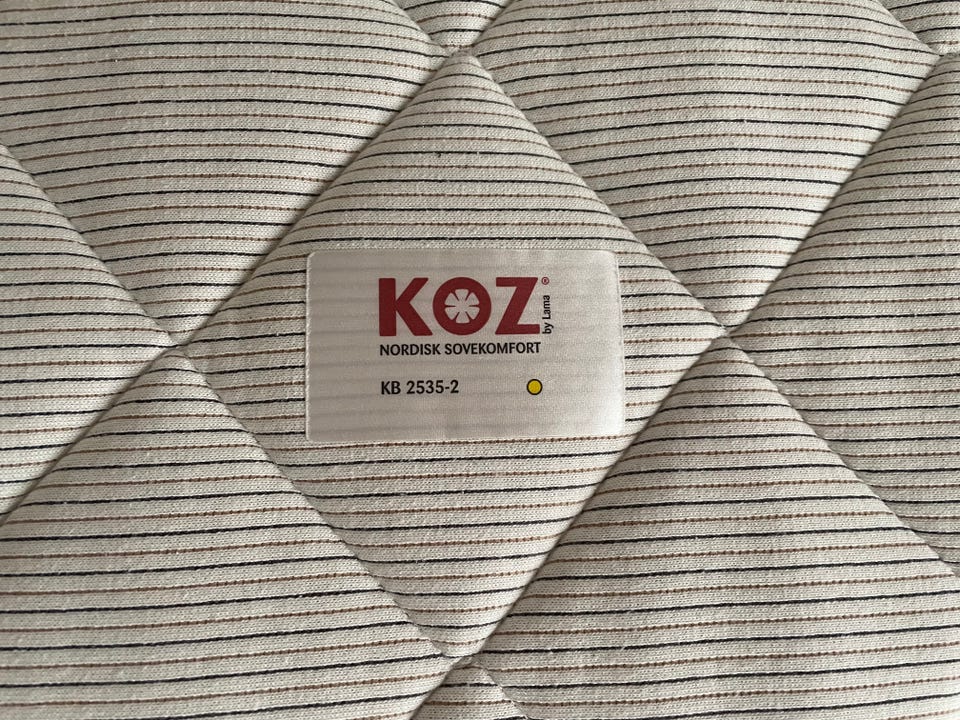 KOZ®
by Lama
NORDISK SOVEKOMFORT
KB 2535-2